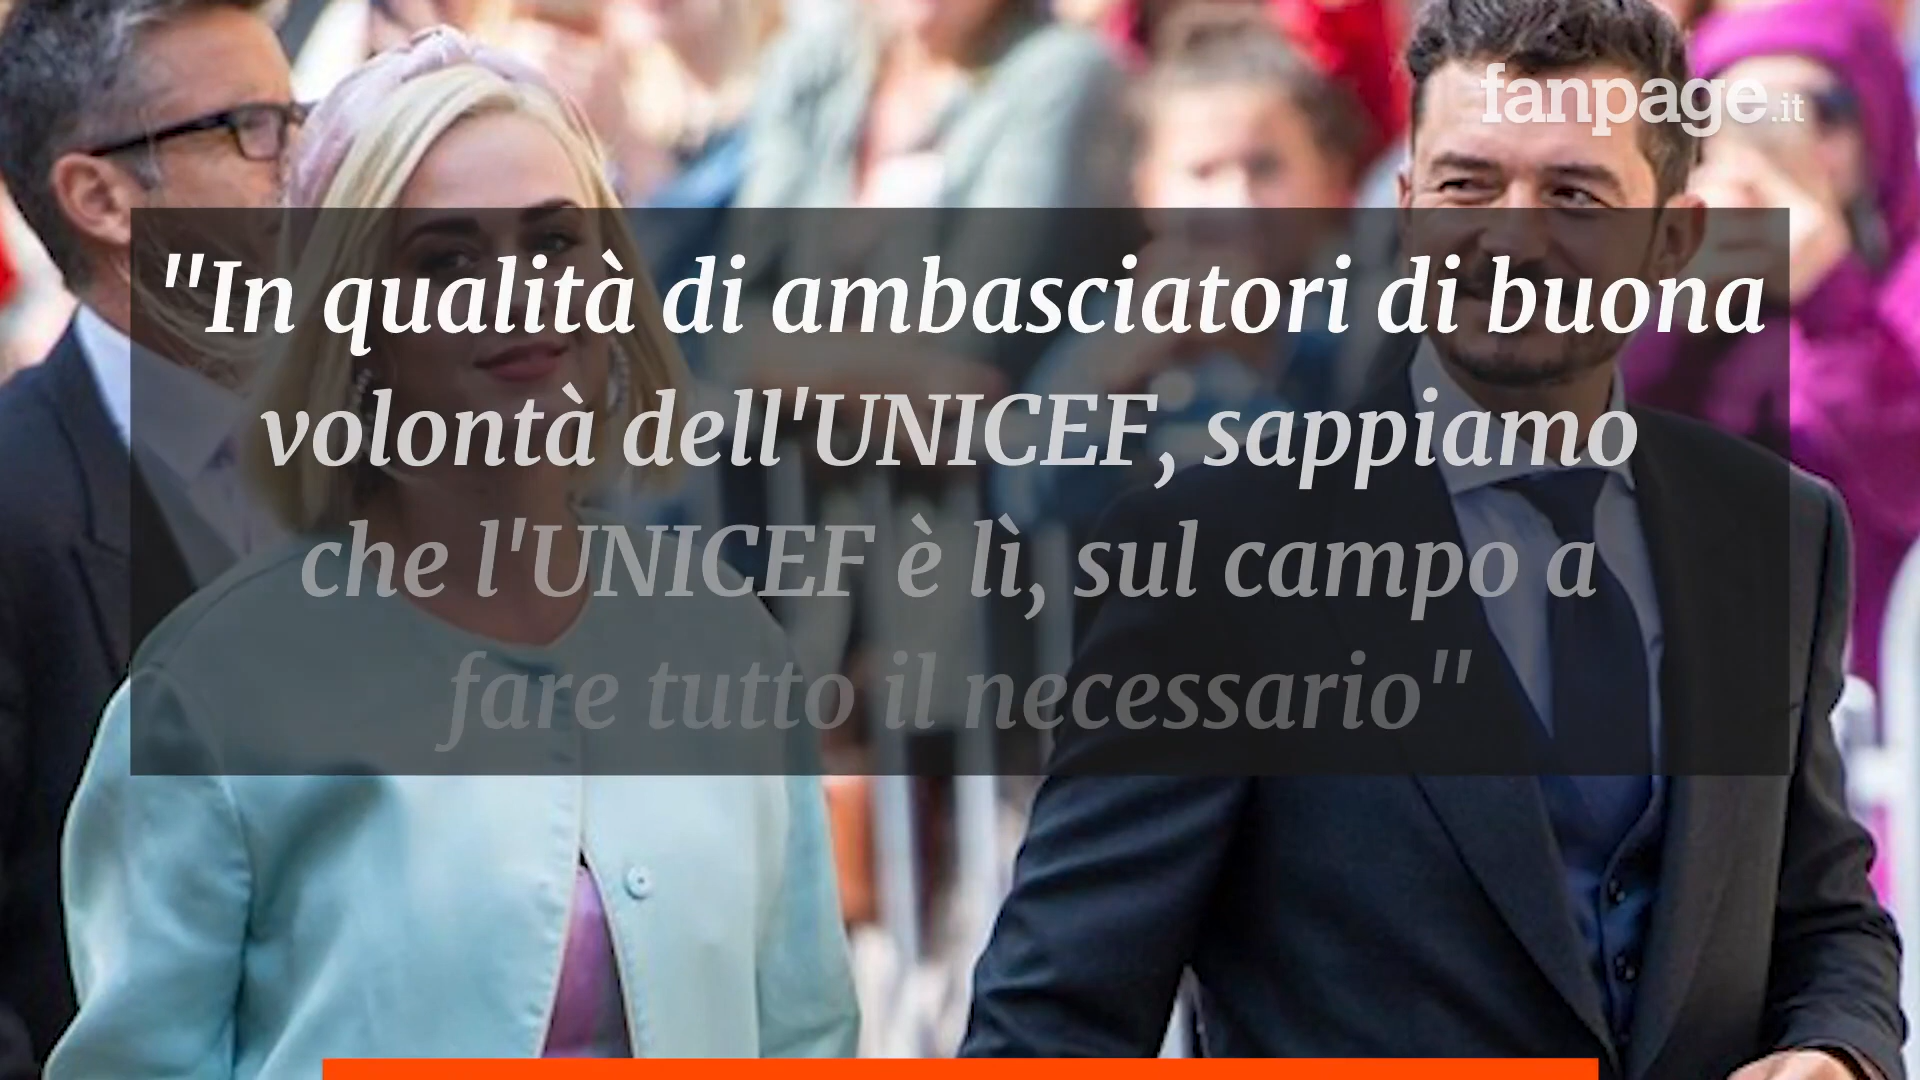 fanpage.it
"In qualità di ambasciatori di buona
volontà dell'UNICEF, sappiamo
che l'UNICEF è lì, sul campo a
fare tutto il necessario"